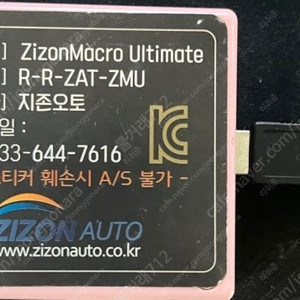 ] ZizonMacro Ultimate
] R-R-ZAT-ZMU
] 지존오토
일 :
33-644-7616
스티커 훼손시 A/S 불가 -
ZIZON AUTO
www.zizonauto.co.kr